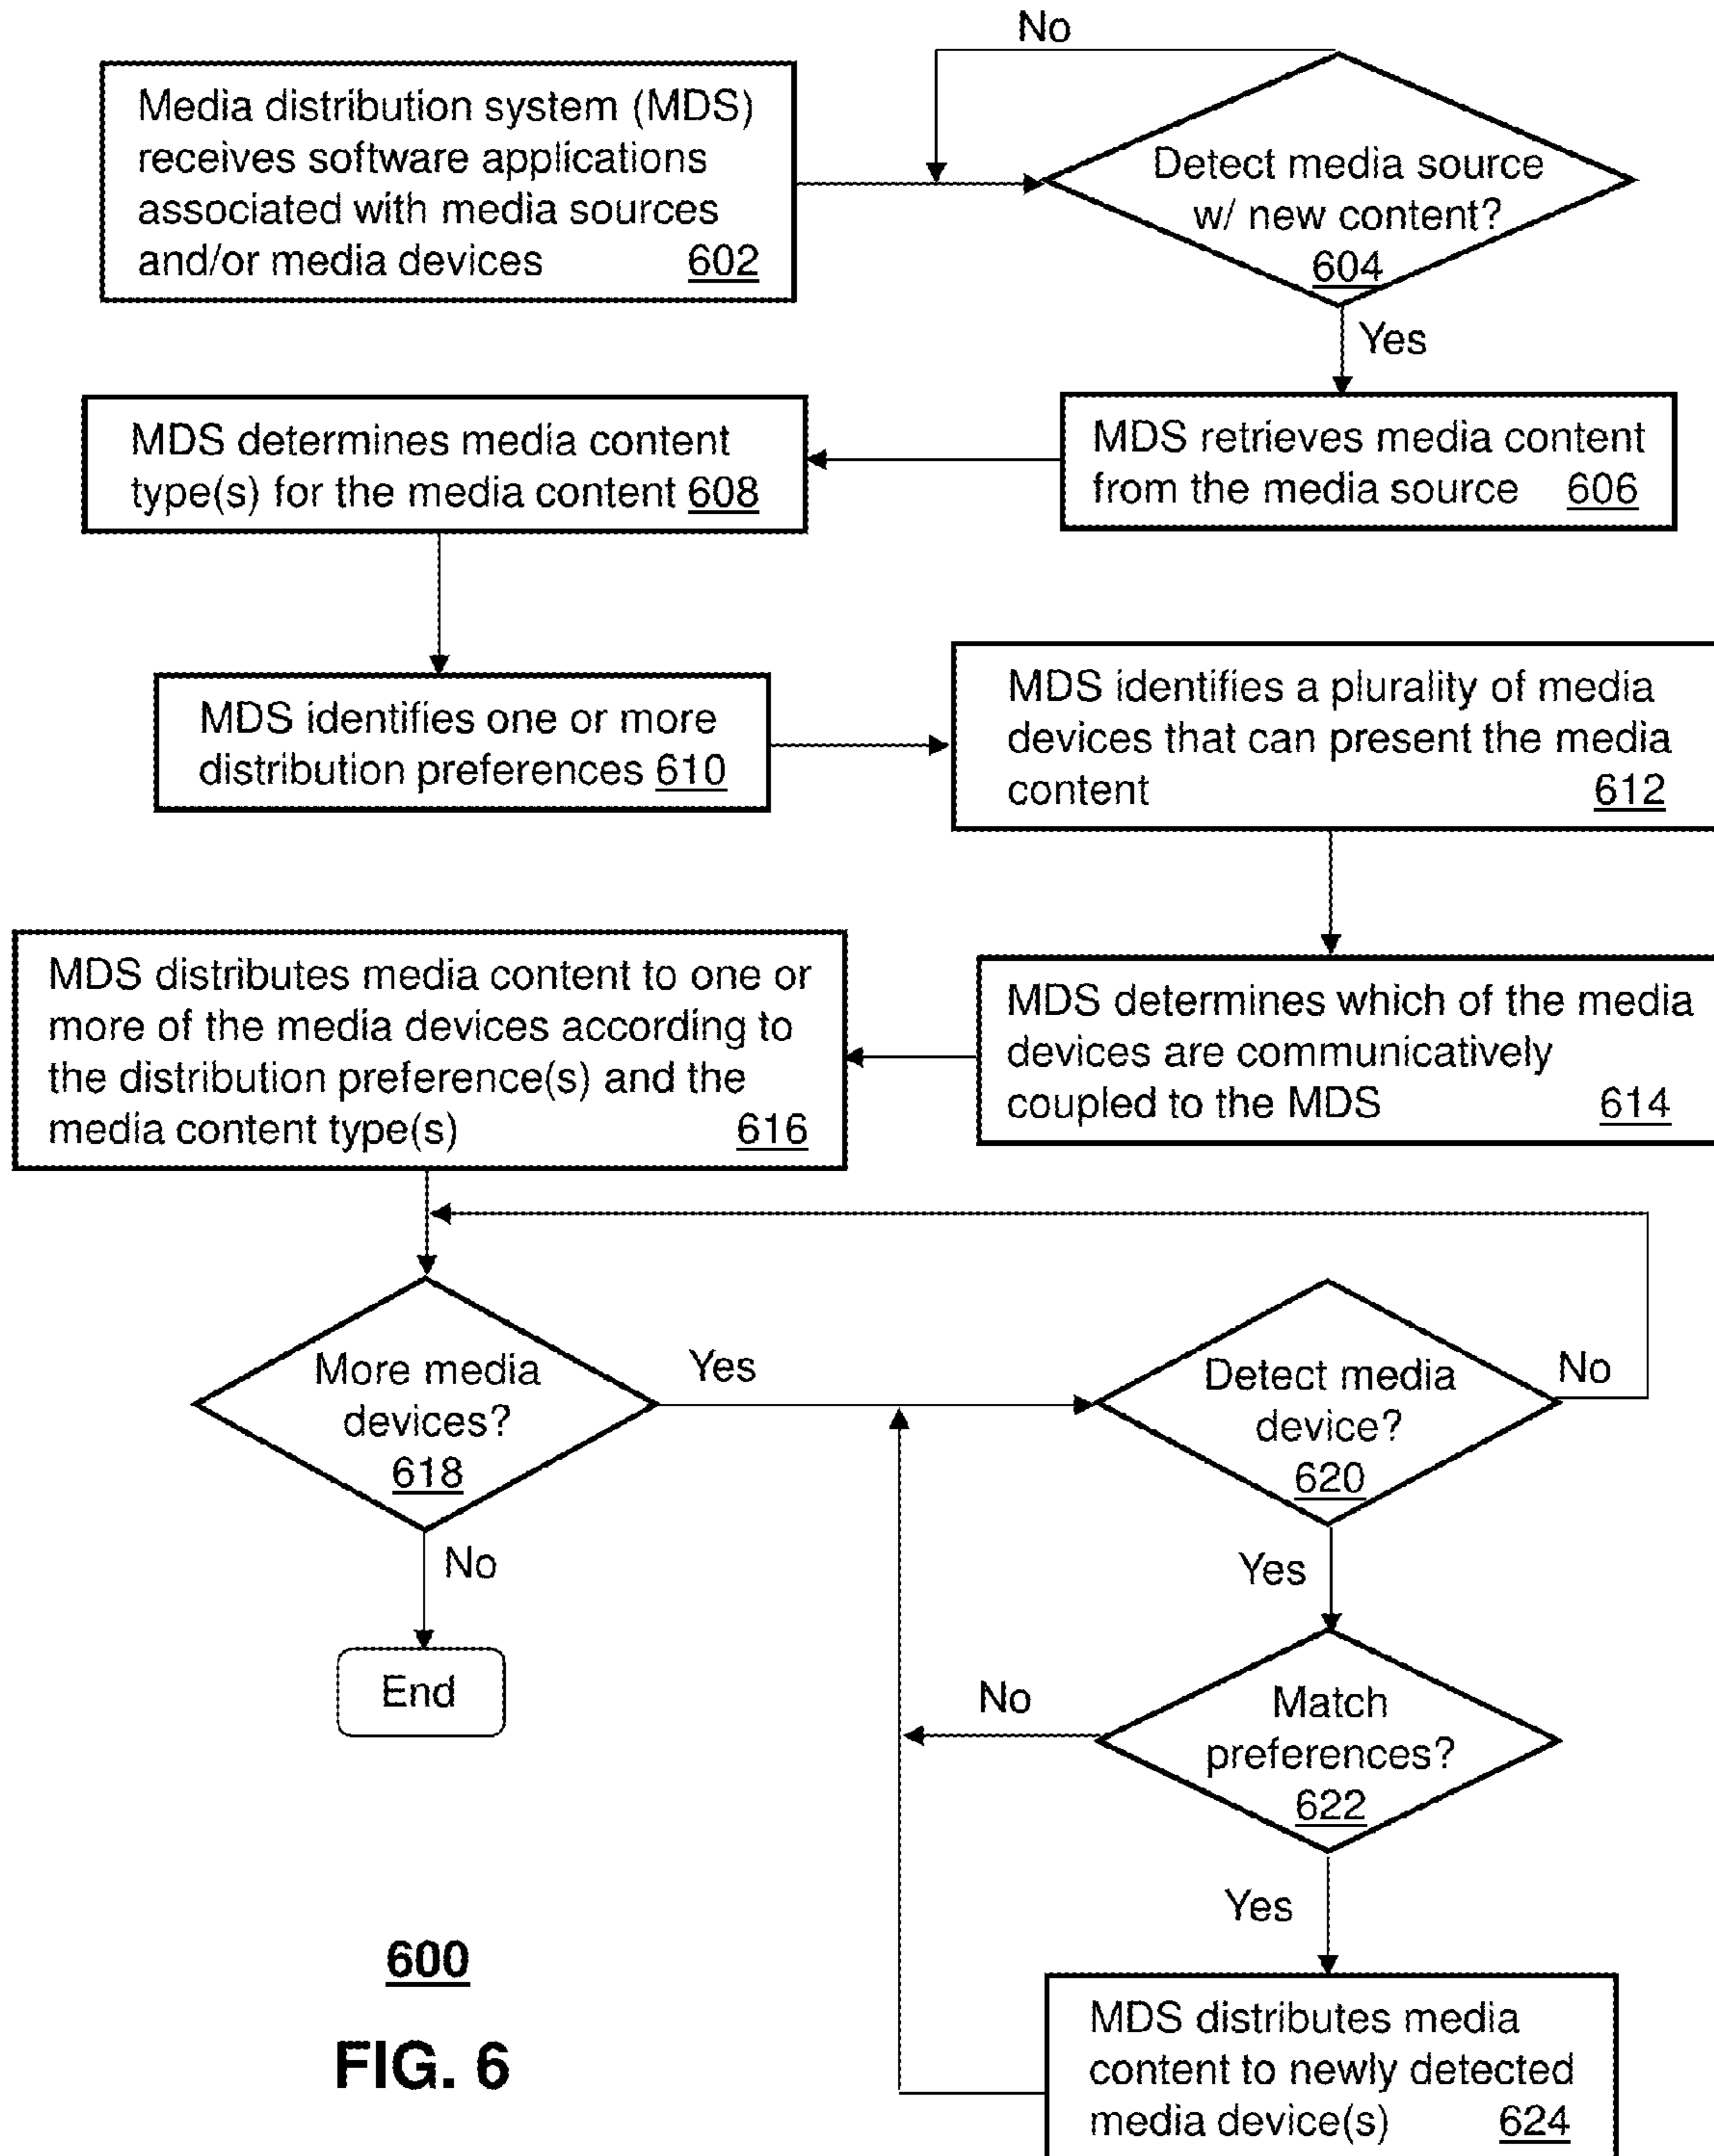 No
Media distribution system (MDS)
receives software applications
associated with media sources
and/or media devices 602
Detect media source
w/ new content?
604
Yes
MDS retrieves media content
from the media source 606
MDS determines media content
type(s) for the media content 608
MDS identifies one or more
distribution preferences 610
MDS identifies a plurality of media
devices that can present the media
content 612
MDS determines which of the media
devices are communicatively
coupled to the MDS 614
MDS distributes media content to one or
more of the media devices according to
the distribution preference(s) and the
media content type(s) 616
More media
devices?
618
Yes
No
End
Detect media
device?
620
No
Yes
Match
preferences?
622
No
Yes
MDS distributes media
content to newly detected
media device(s) 624
600
FIG. 6